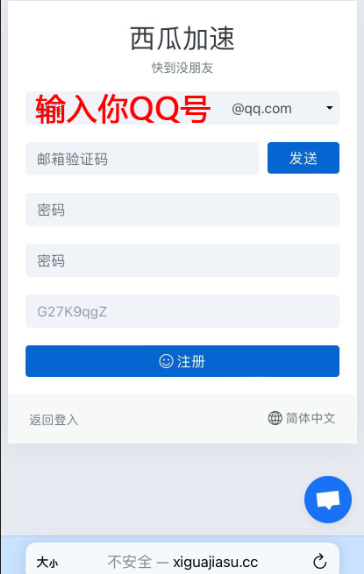 西瓜加速
快到没朋友
输入你QQ号 @qq.com
邮箱验证码 发送
密码
密码
G27K9qgZ
注册
返回登入 简体中文
大小 不安全 — xiguajiasu.cc